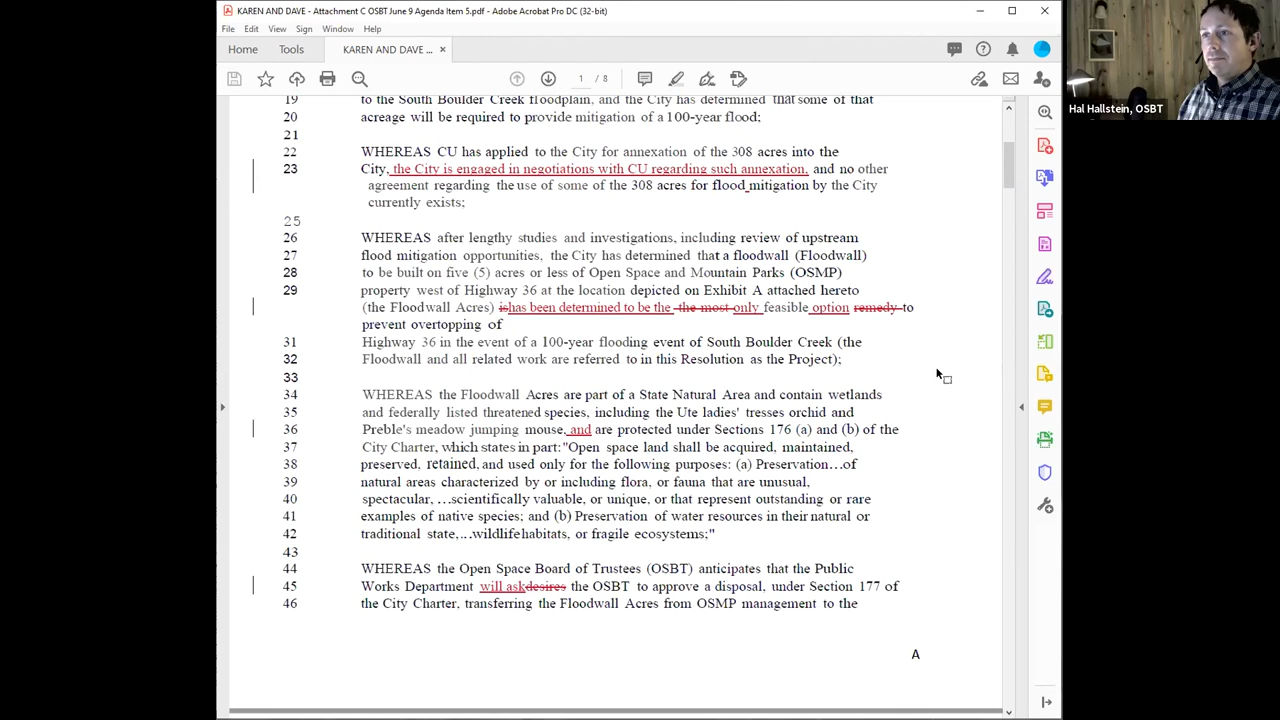 KAREN AND DAVE - Attachment C OSBT June 9 Agenda Item 5.pdf - Adobe Acrobat Pro DC (32-bit)
File Edit View Sign Window Help
Home Tools KAREN AND DAVE ... ×
1 / 8
Hal Hallstein, OSBT
19 to the South Boulder Creek floodplain, and the City has determined that some of that
20 acreage will be required to provide mitigation of a 100-year flood;
21
22 WHEREAS CU has applied to the City for annexation of the 308 acres into the
23 City, the City is engaged in negotiations with CU regarding such annexation, and no other
agreement regarding the use of some of the 308 acres for flood mitigation by the City
currently exists;
25
26 WHEREAS after lengthy studies and investigations, including review of upstream
27 flood mitigation opportunities, the City has determined that a floodwall (Floodwall)
28 to be built on five (5) acres or less of Open Space and Mountain Parks (OSMP)
29 property west of Highway 36 at the location depicted on Exhibit A attached hereto
(the Floodwall Acres) ishas been determined to be the the most only feasible option remedy to
prevent overtopping of
31 Highway 36 in the event of a 100-year flooding event of South Boulder Creek (the
32 Floodwall and all related work are referred to in this Resolution as the Project);
33
34 WHEREAS the Floodwall Acres are part of a State Natural Area and contain wetlands
35 and federally listed threatened species, including the Ute ladies' tresses orchid and
36 Preble's meadow jumping mouse, and are protected under Sections 176 (a) and (b) of the
37 City Charter, which states in part: "Open space land shall be acquired, maintained,
38 preserved, retained, and used only for the following purposes: (a) Preservation...of
39 natural areas characterized by or including flora, or fauna that are unusual,
40 spectacular, ...scientifically valuable, or unique, or that represent outstanding or rare
41 examples of native species; and (b) Preservation of water resources in their natural or
42 traditional state,...wildlife habitats, or fragile ecosystems;"
43
44 WHEREAS the Open Space Board of Trustees (OSBT) anticipates that the Public
45 Works Department will askdesires the OSBT to approve a disposal, under Section 177 of
46 the City Charter, transferring the Floodwall Acres from OSMP management to the
A